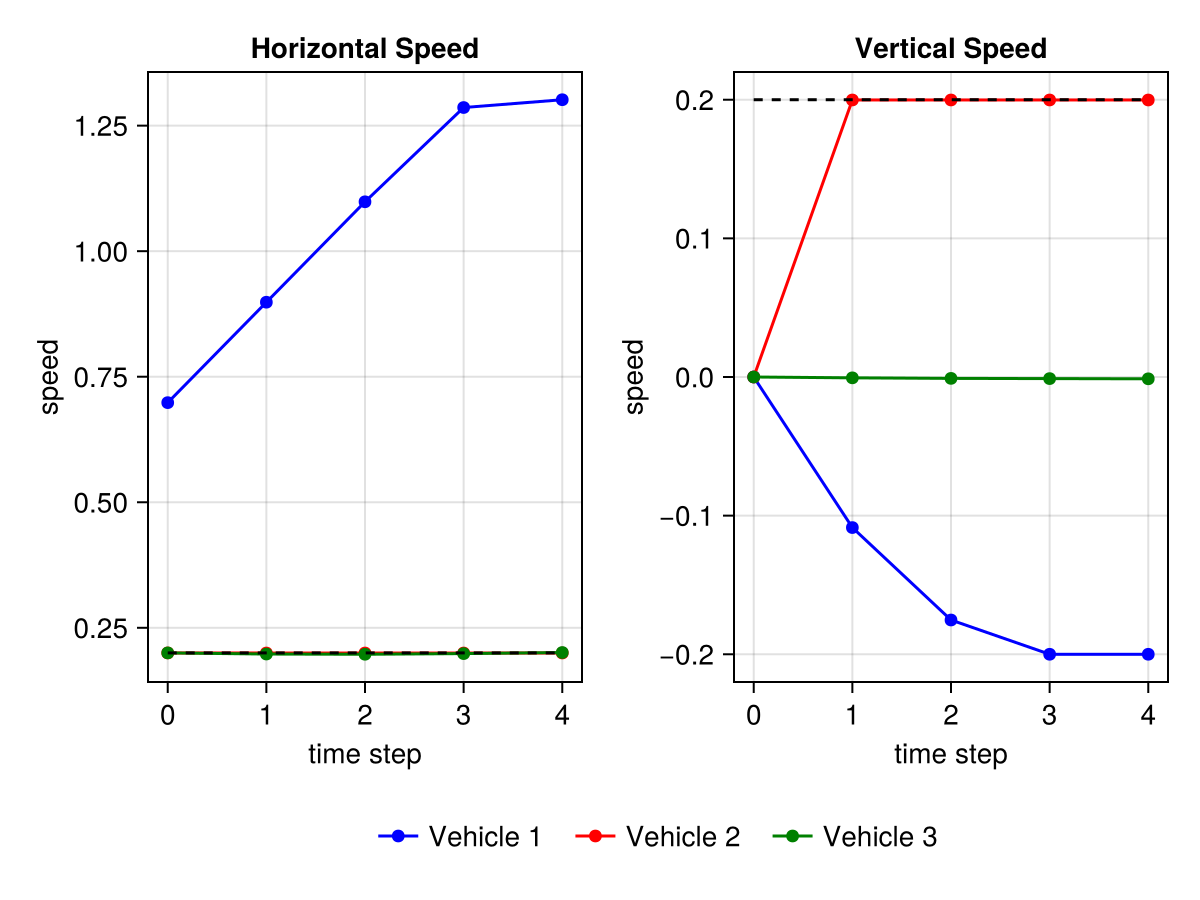 Horizontal Speed
speed
1.25
1.00
0.75
0.50
0.25
0 1 2 3 4
time step
Vertical Speed
speed
0.2
0.1
0.0
−0.1
−0.2
0 1 2 3 4
time step
Vehicle 1 Vehicle 2 Vehicle 3